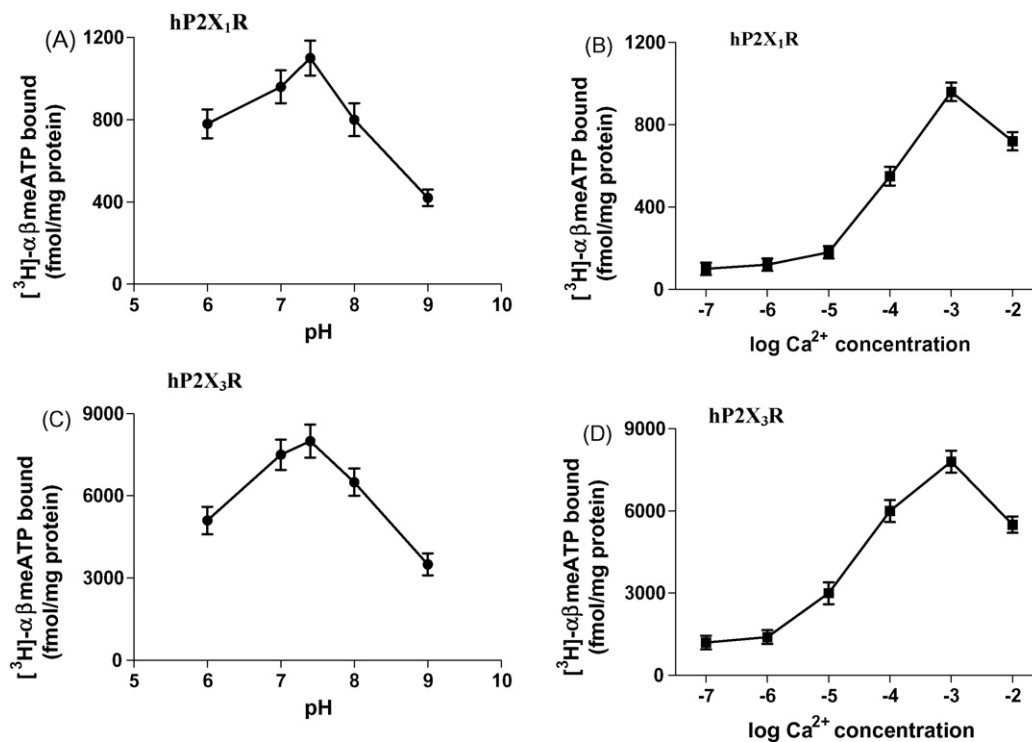 (A)
hP2X₁R
[³H]-αβmeATP bound
(fmol/mg protein)
1200
800
400
0
5 6 7 8 9 10
pH
(B)
hP2X₁R
[³H]-αβmeATP bound
(fmol/mg protein)
1200
800
400
0
-7 -6 -5 -4 -3 -2
log Ca²⁺ concentration
(C)
hP2X₃R
[³H]-αβmeATP bound
(fmol/mg protein)
9000
6000
3000
0
5 6 7 8 9 10
pH
(D)
hP2X₃R
[³H]-αβmeATP bound
(fmol/mg protein)
9000
6000
3000
0
-7 -6 -5 -4 -3 -2
log Ca²⁺ concentration